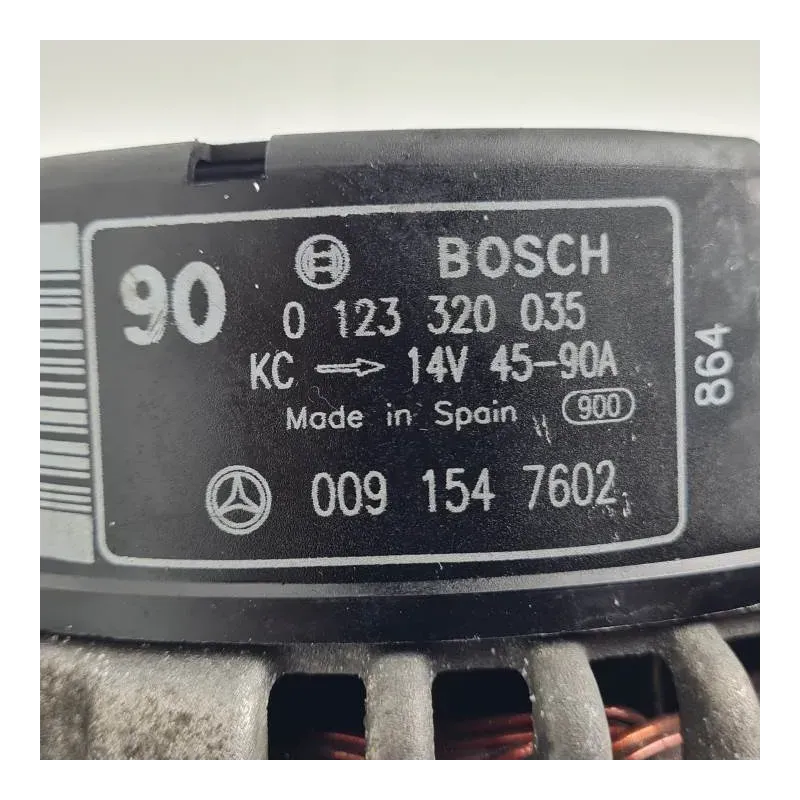 90 BOSCH
0 123 320 035
KC → 14V 45-90A
Made in Spain 900
009 154 7602
864